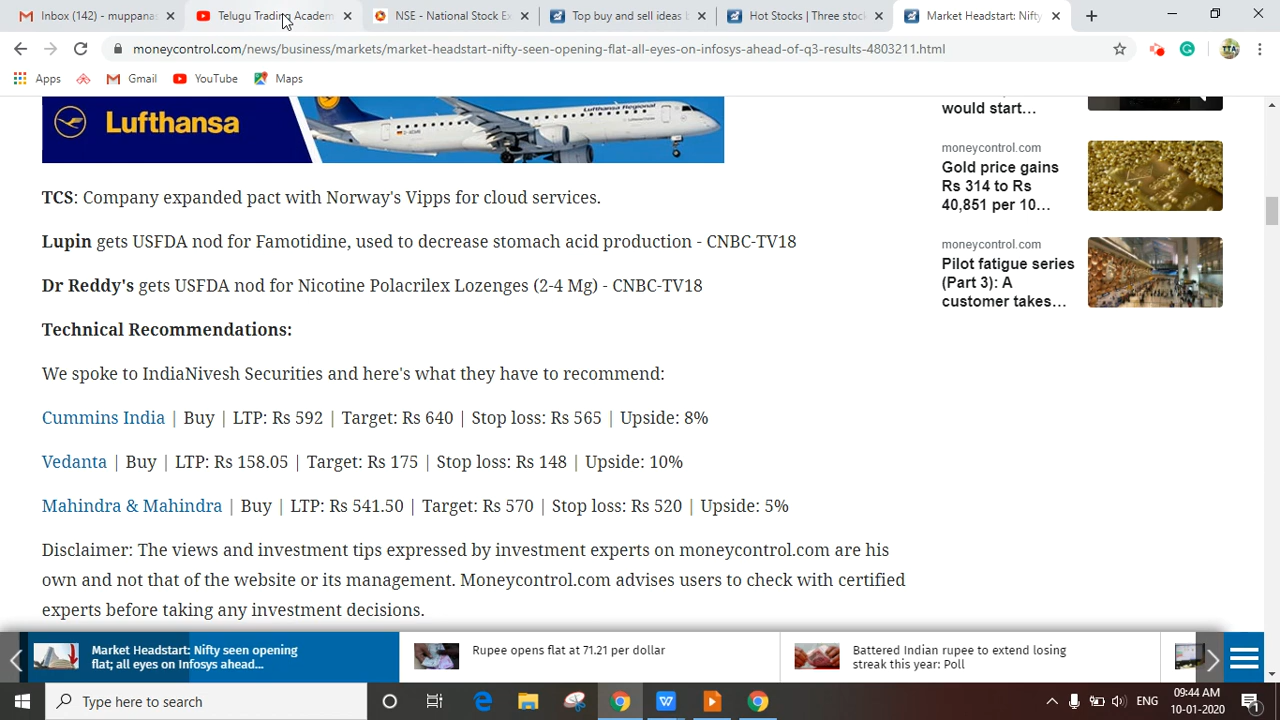 Inbox (142) - muppanas
Telugu Trading Academ
NSE - National Stock Ex
Top buy and sell ideas b
Hot Stocks | Three stock
Market Headstart: Nifty
moneycontrol.com/news/business/markets/market-headstart-nifty-seen-opening-flat-all-eyes-on-infosys-ahead-of-q3-results-4803211.html
Apps
Gmail
YouTube
Maps
Lufthansa
Lufthansa Regional
would start...
moneycontrol.com
Gold price gains
Rs 314 to Rs
40,851 per 10...
moneycontrol.com
Pilot fatigue series
(Part 3): A
customer takes...
TCS: Company expanded pact with Norway's Vipps for cloud services.
Lupin gets USFDA nod for Famotidine, used to decrease stomach acid production - CNBC-TV18
Dr Reddy's gets USFDA nod for Nicotine Polacrilex Lozenges (2-4 Mg) - CNBC-TV18
Technical Recommendations:
We spoke to IndiaNivesh Securities and here's what they have to recommend:
Cummins India | Buy | LTP: Rs 592 | Target: Rs 640 | Stop loss: Rs 565 | Upside: 8%
Vedanta | Buy | LTP: Rs 158.05 | Target: Rs 175 | Stop loss: Rs 148 | Upside: 10%
Mahindra & Mahindra | Buy | LTP: Rs 541.50 | Target: Rs 570 | Stop loss: Rs 520 | Upside: 5%
Disclaimer: The views and investment tips expressed by investment experts on moneycontrol.com are his
own and not that of the website or its management. Moneycontrol.com advises users to check with certified
experts before taking any investment decisions.
Market Headstart: Nifty seen opening
flat; all eyes on Infosys ahead...
Rupee opens flat at 71.21 per dollar
Battered Indian rupee to extend losing
streak this year: Poll
Type here to search
ENG
09:44 AM
10-01-2020